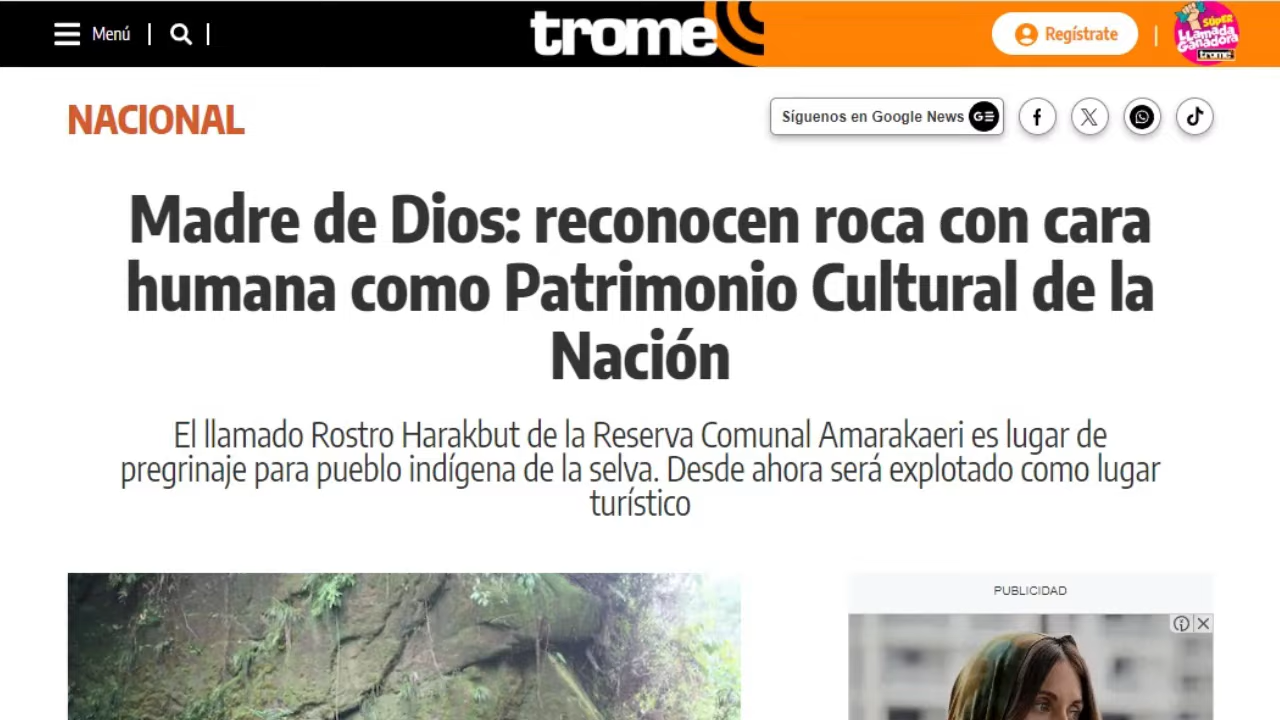 Menú
trome
Regístrate
SÚPER
Llamada
Ganadora
trome
NACIONAL
Síguenos en Google News
Madre de Dios: reconocen roca con cara
humana como Patrimonio Cultural de la
Nación
El llamado Rostro Harakbut de la Reserva Comunal Amarakaeri es lugar de
pregrinaje para pueblo indígena de la selva. Desde ahora será explotado como lugar
turístico
PUBLICIDAD